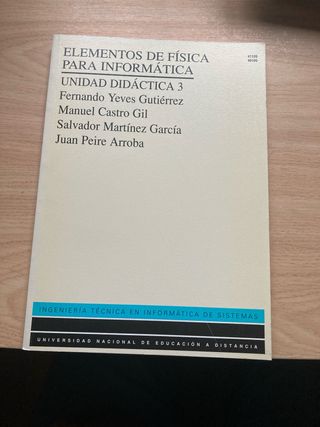 ELEMENTOS DE FÍSICA
PARA INFORMÁTICA
UNIDAD DIDÁCTICA 3
Fernando Yeves Gutiérrez
Manuel Castro Gil
Salvador Martínez García
Juan Peire Arroba
INGENIERÍA TÉCNICA EN INFORMÁTICA DE SISTEMAS
UNIVERSIDAD NACIONAL DE EDUCACIÓN A DISTANCIA